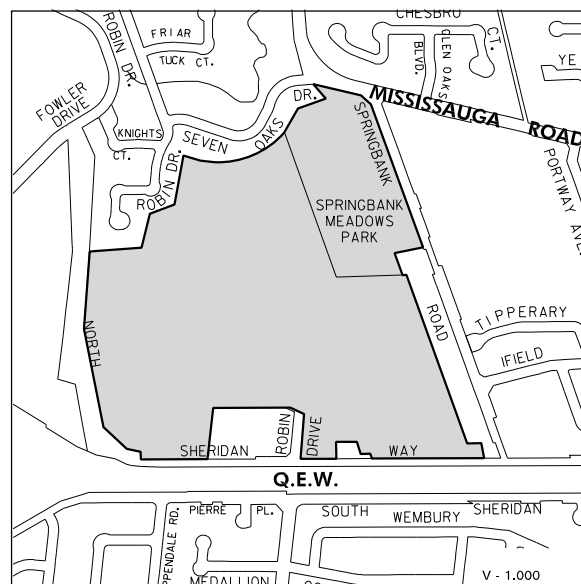 CHESBRO
CT.
FRIAR
ROBIN DR.
TUCK CT.
GLEN OAKS
BLVD.
YE
FOWLER
DRIVE
DR.
MISSISSAUGA ROAD
KNIGHTS
CT.
SEVEN
OAKS
SPRINGBANK
ROBIN DR.
PORTWAY AVE.
SPRINGBANK
MEADOWS
PARK
NORTH
ROAD
TIPPERARY
IFIELD
SHERIDAN
ROBIN
DRIVE
WAY
Q.E.W.
PIERRE PL.
SOUTH
WEMBURY
SHERIDAN
PPENDALE RD.
MEDALLION
V - 1.000